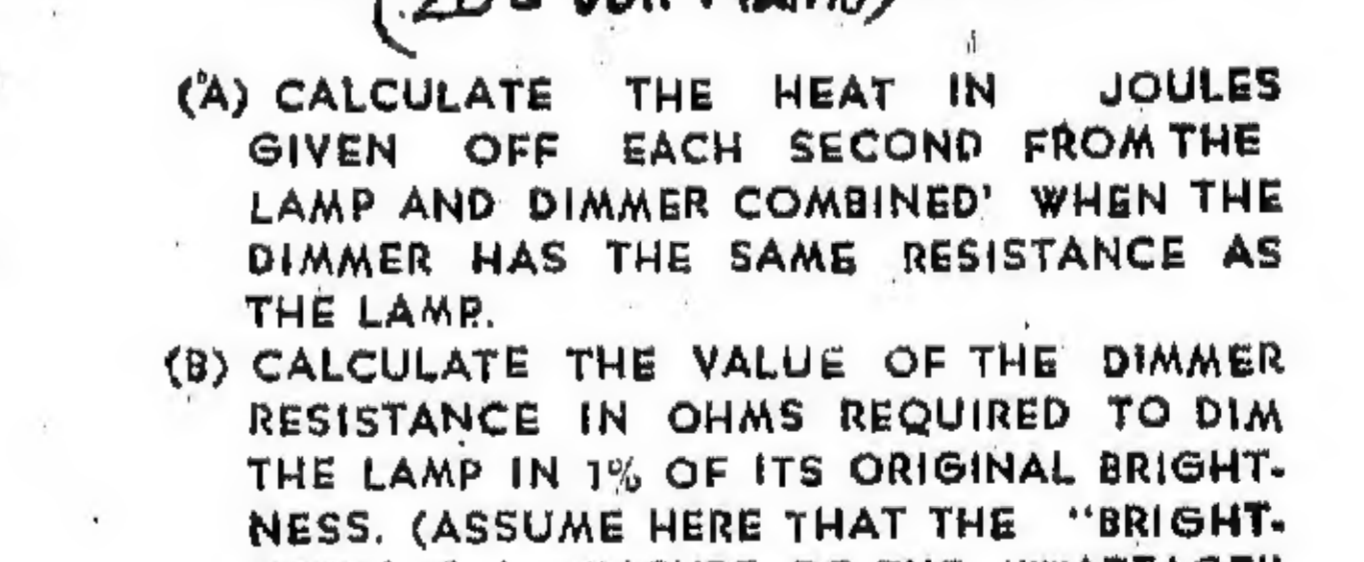 (A) CALCULATE THE HEAT IN JOULES
GIVEN OFF EACH SECOND FROM THE
LAMP AND DIMMER COMBINED' WHEN THE
DIMMER HAS THE SAME RESISTANCE AS
THE LAMP.
(B) CALCULATE THE VALUE OF THE DIMMER
RESISTANCE IN OHMS REQUIRED TO DIM
THE LAMP IN 1% OF ITS ORIGINAL BRIGHT-
NESS. (ASSUME HERE THAT THE "BRIGHT-